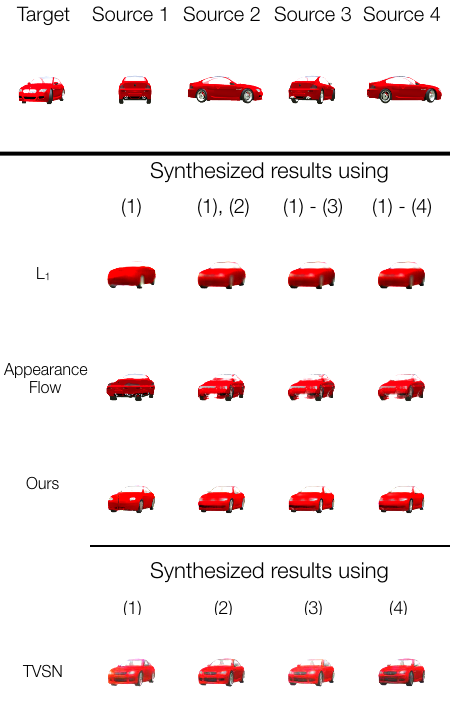 Target Source 1 Source 2 Source 3 Source 4
Synthesized results using
(1) (1), (2) (1) - (3) (1) - (4)
L₁
Appearance
Flow
Ours
Synthesized results using
(1) (2) (3) (4)
TVSN